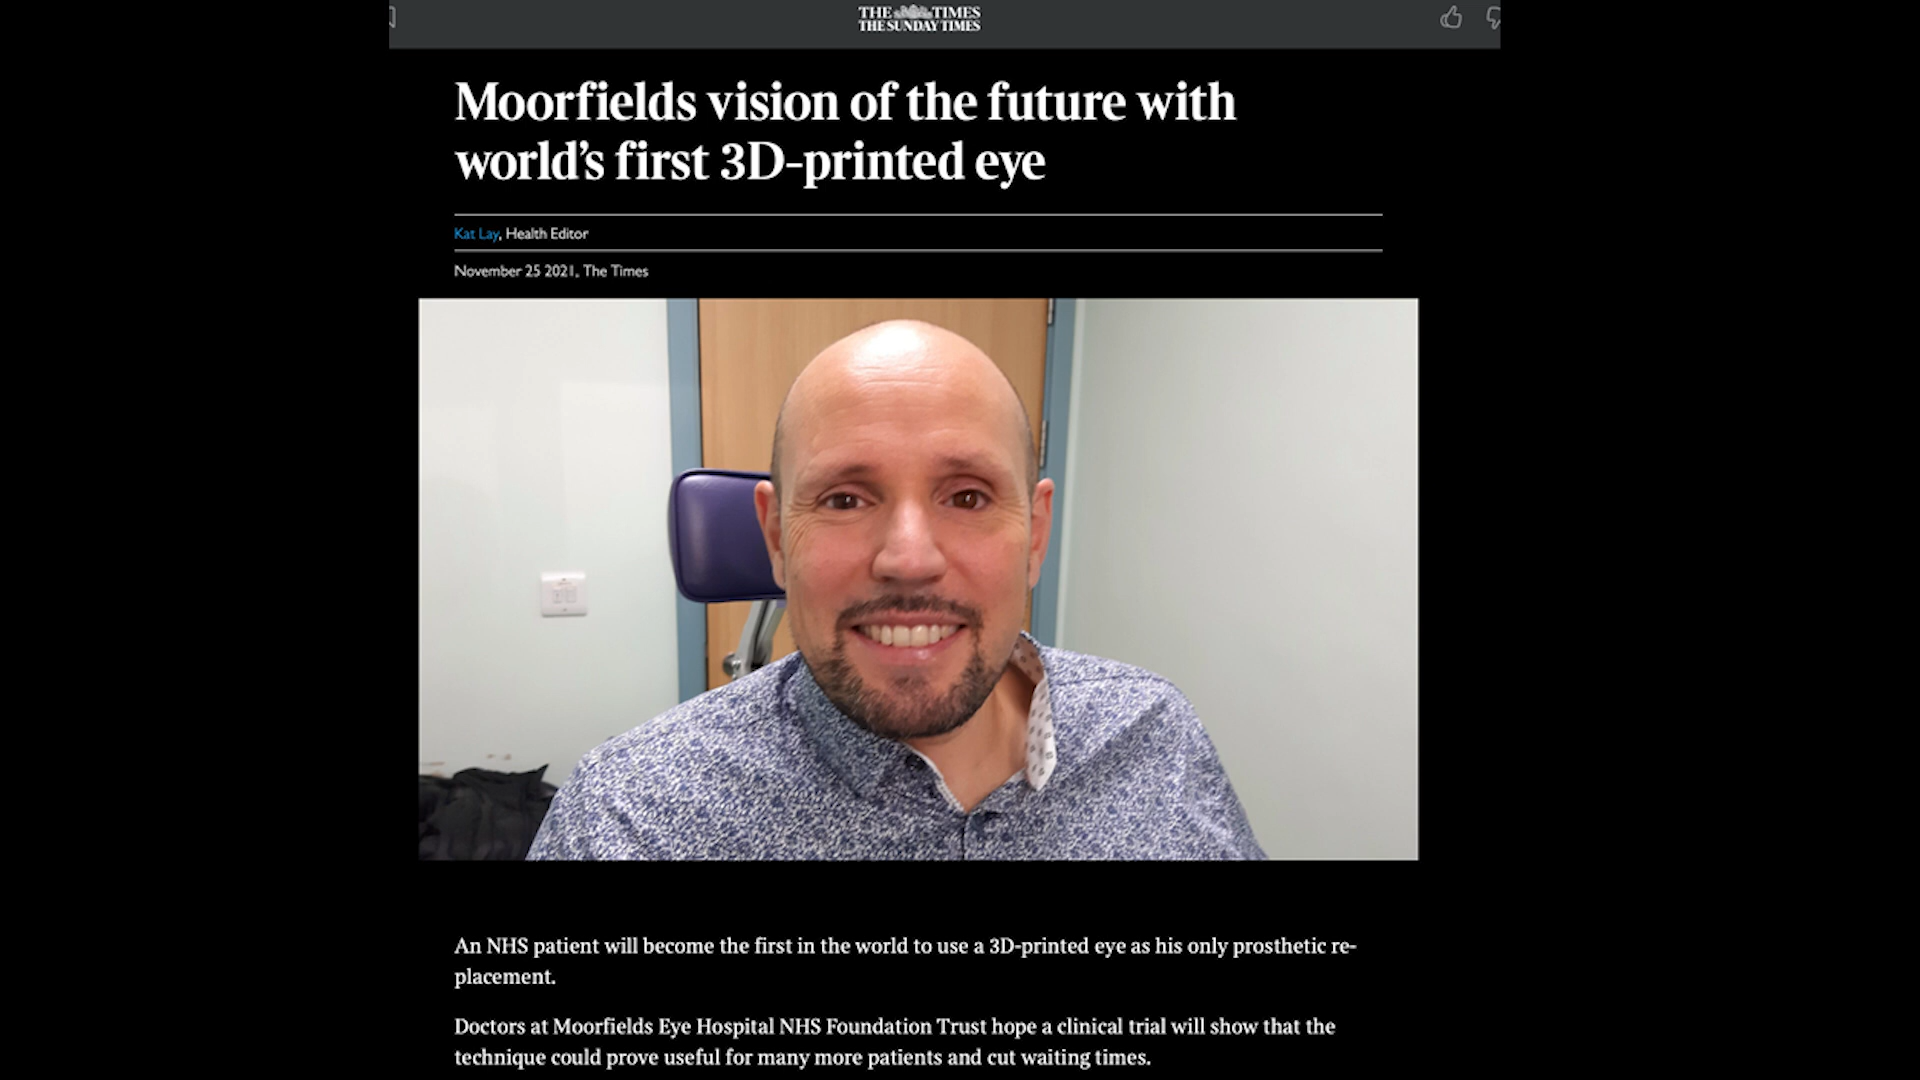 THE TIMES
THE SUNDAY TIMES
Moorfields vision of the future with
world’s first 3D-printed eye
Kat Lay, Health Editor
November 25 2021, The Times
An NHS patient will become the first in the world to use a 3D-printed eye as his only prosthetic re-
placement.
Doctors at Moorfields Eye Hospital NHS Foundation Trust hope a clinical trial will show that the
technique could prove useful for many more patients and cut waiting times.